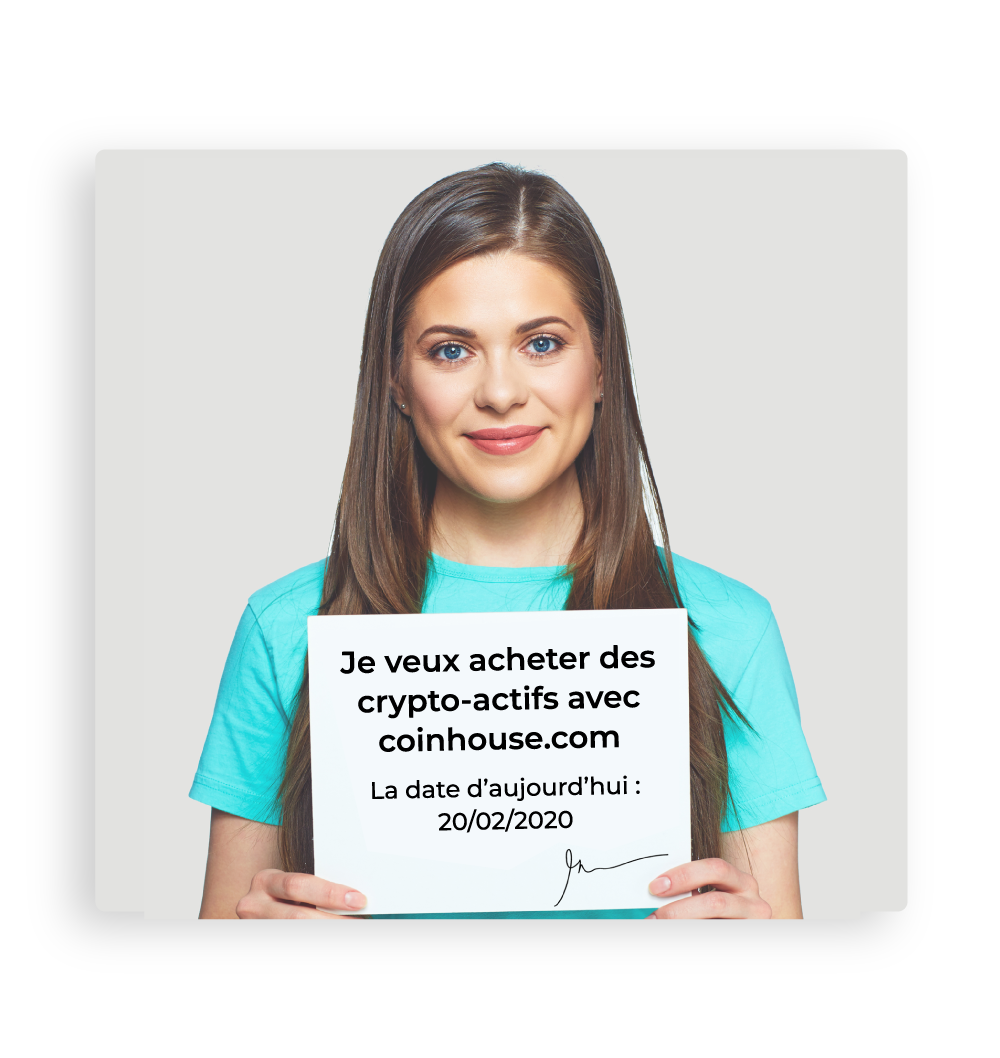 Je veux acheter des
crypto-actifs avec
coinhouse.com
La date d’aujourd’hui :
20/02/2020